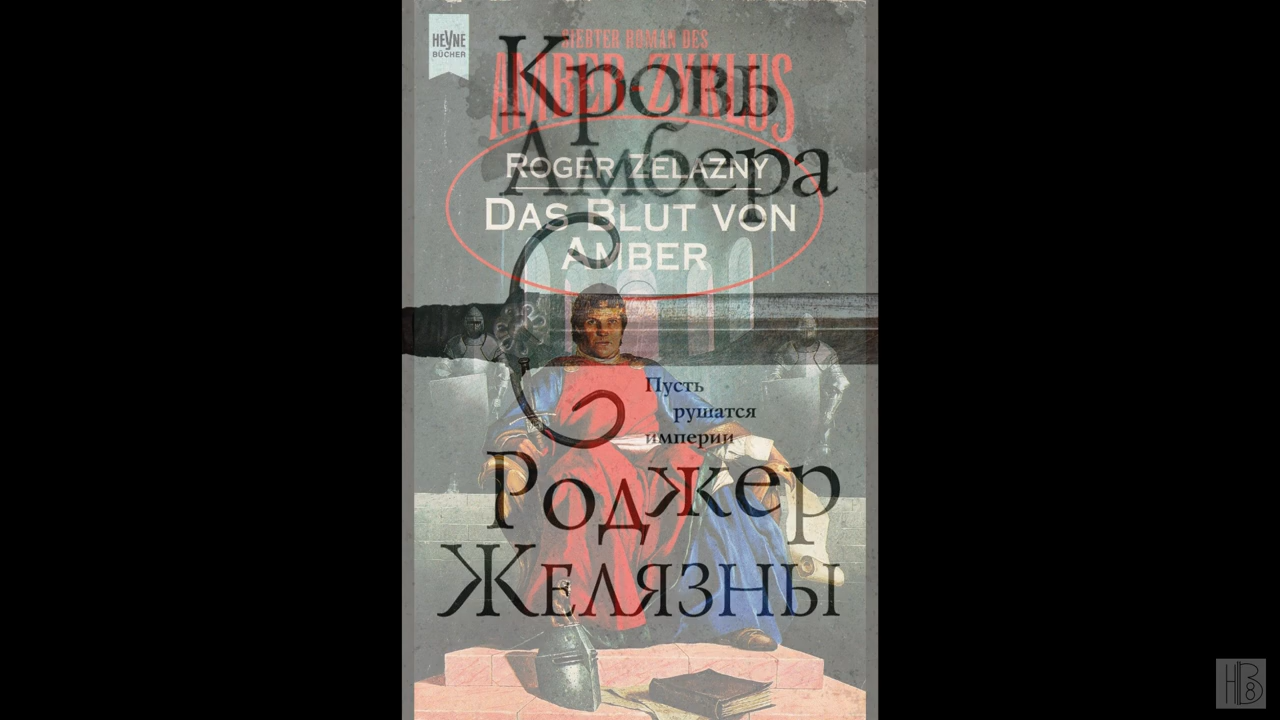 HEYNE
BÜCHER
SIEBTER ROMAN DES
AMBER-ZYKLUS
Кровь
Амбера
ROGER ZELAZNY
DAS BLUT VON
AMBER
Пусть
рушатся
империи
Роджер
Желязны
HB8